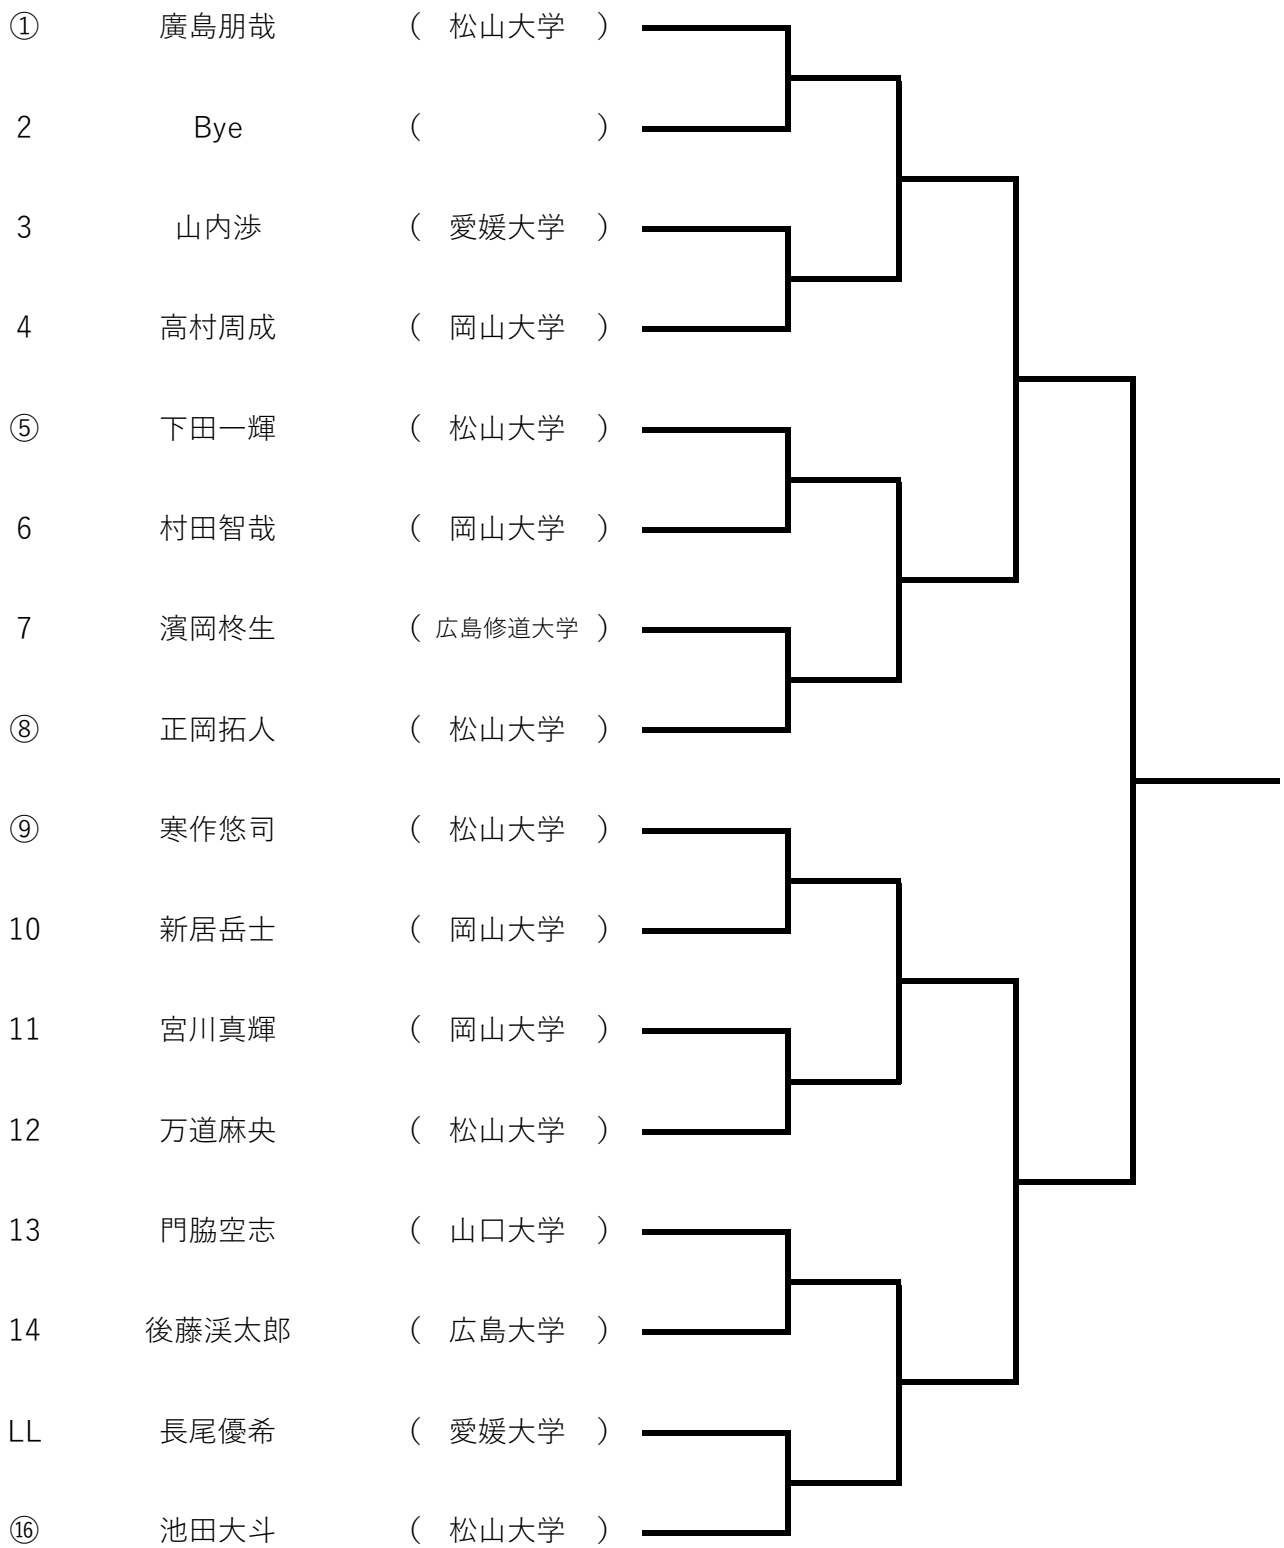 ① 廣島朋哉 ( 松山大学 )
2 Bye ( )
3 山内渉 ( 愛媛大学 )
4 高村周成 ( 岡山大学 )
⑤ 下田一輝 ( 松山大学 )
6 村田智哉 ( 岡山大学 )
7 濱岡柊生 ( 広島修道大学 )
⑧ 正岡拓人 ( 松山大学 )
⑨ 寒作悠司 ( 松山大学 )
10 新居岳士 ( 岡山大学 )
11 宮川真輝 ( 岡山大学 )
12 万道麻央 ( 松山大学 )
13 門脇空志 ( 山口大学 )
14 後藤渓太郎 ( 広島大学 )
LL 長尾優希 ( 愛媛大学 )
⑯ 池田大斗 ( 松山大学 )